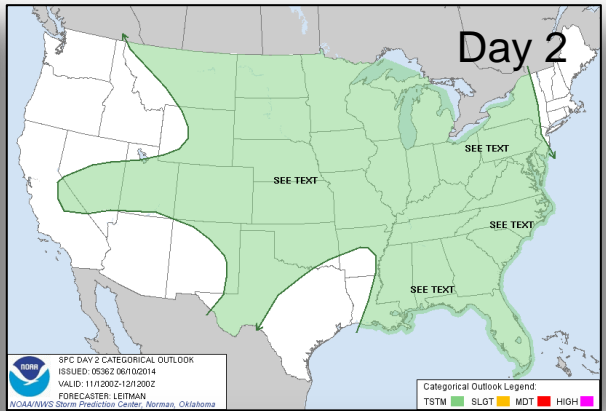 Day 2
SEE TEXT
SEE TEXT
SEE TEXT
SEE TEXT
NOAA
SPC DAY 2 CATEGORICAL OUTLOOK
ISSUED: 0536Z 06/10/2014
VALID: 11/1200Z-12/1200Z
FORECASTER: LEITMAN
NOAA/NWS Storm Prediction Center, Norman, Oklahoma
Categorical Outlook Legend:
TSTM SLGT MDT HIGH